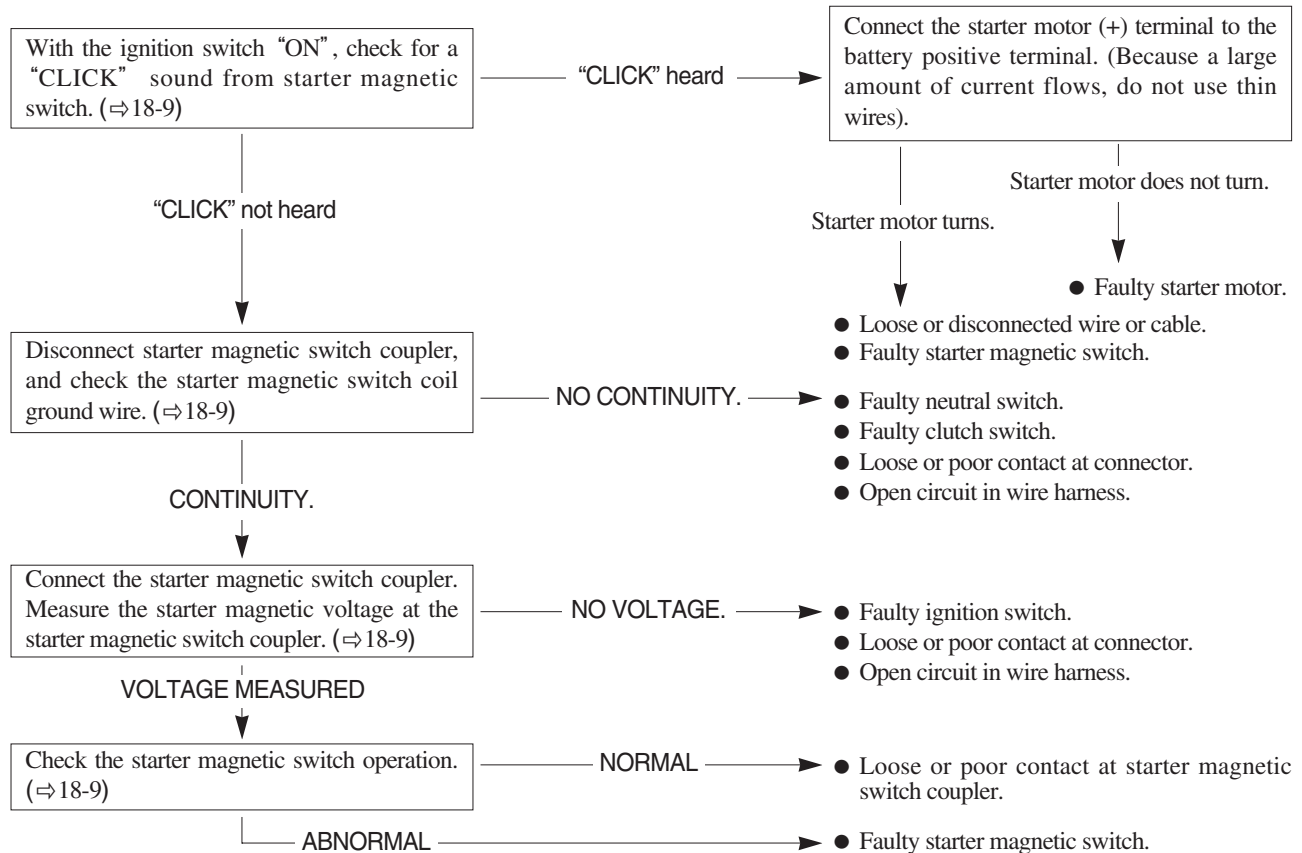 With the ignition switch “ON”, check for a
“CLICK” sound from starter magnetic
switch. (⇨18-9)
“CLICK” heard
Connect the starter motor (+) terminal to the
battery positive terminal. (Because a large
amount of current flows, do not use thin
wires).
“CLICK” not heard
Starter motor turns.
Starter motor does not turn.
● Faulty starter motor.
● Loose or disconnected wire or cable.
● Faulty starter magnetic switch.
Disconnect starter magnetic switch coupler,
and check the starter magnetic switch coil
ground wire. (⇨18-9)
NO CONTINUITY.
● Faulty neutral switch.
● Faulty clutch switch.
● Loose or poor contact at connector.
● Open circuit in wire harness.
CONTINUITY.
Connect the starter magnetic switch coupler.
Measure the starter magnetic voltage at the
starter magnetic switch coupler. (⇨18-9)
NO VOLTAGE.
● Faulty ignition switch.
● Loose or poor contact at connector.
● Open circuit in wire harness.
VOLTAGE MEASURED
Check the starter magnetic switch operation.
(⇨18-9)
NORMAL
● Loose or poor contact at starter magnetic
switch coupler.
ABNORMAL
● Faulty starter magnetic switch.